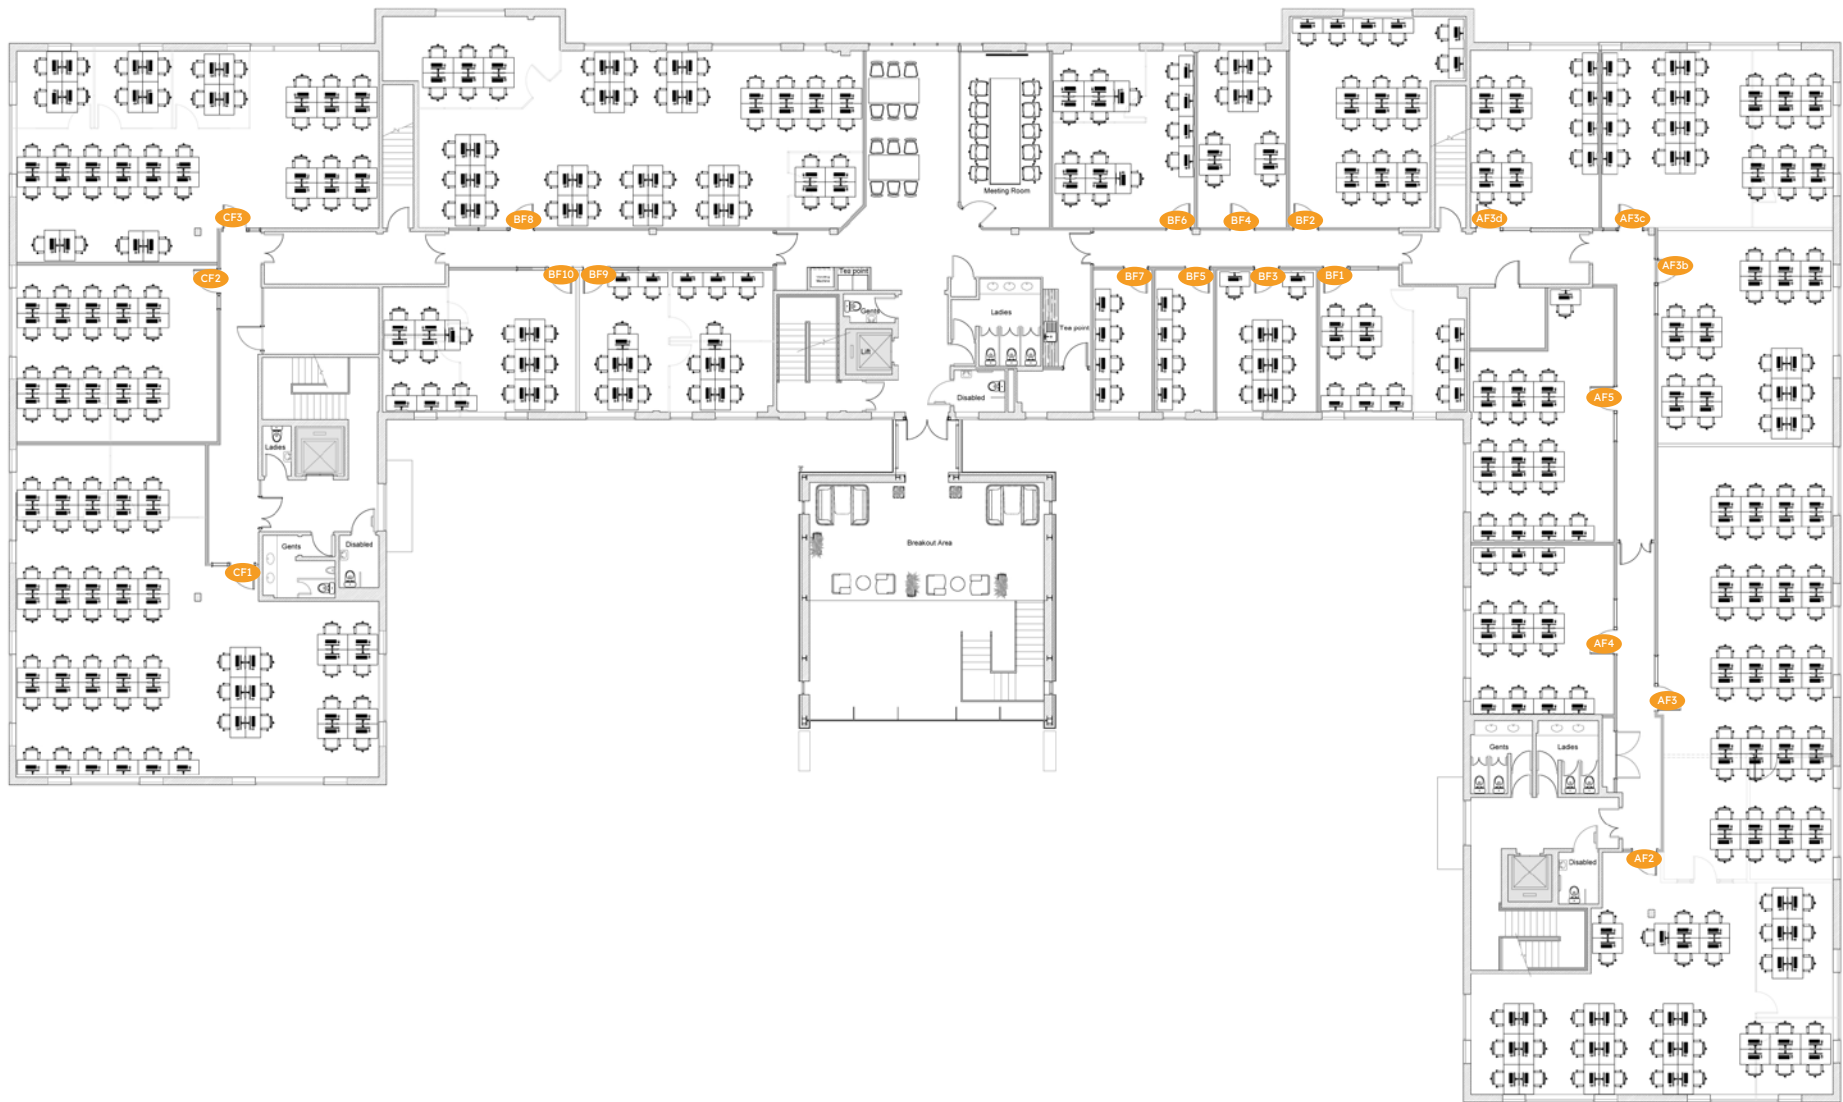 Meeting Room
CF3
BF8
BF6
BF4
BF2
AF3d
AF3c
CF2
BF10
BF9
Tea point
BF7
BF5
BF3
BF1
AF3b
Gents
Ladies
Tea point
Lift
Disabled
AF5
Ladies
Gents
Disabled
Breakout Area
CF1
AF4
AF3
Gents
Ladies
AF2
Disabled